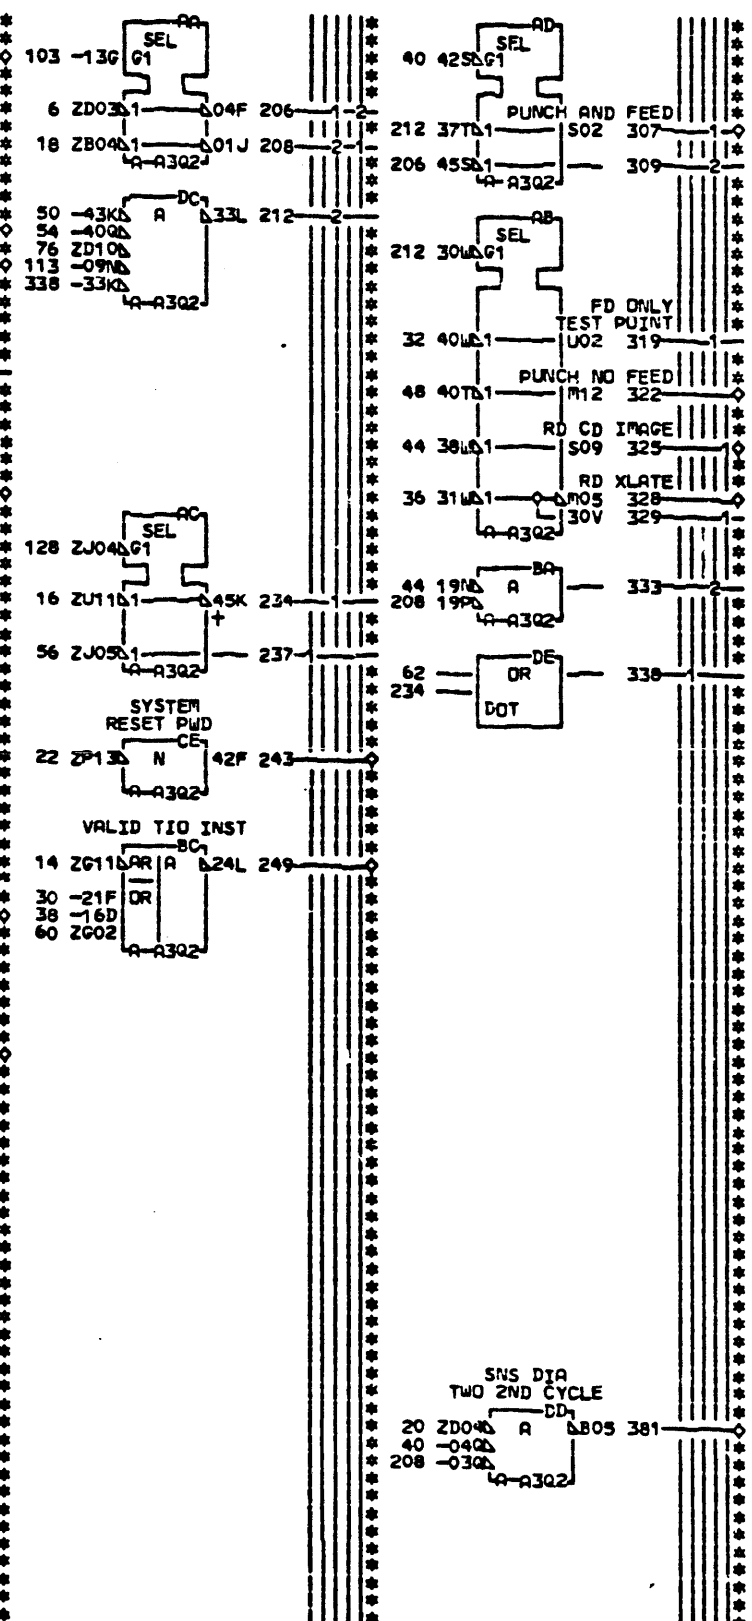 AA
SEL
103 -13G G1
6 ZD03 1 04F 206 1 2
18 ZB04 1 01J 208 2 1
A-A3Q2
DC
50 -43K A 33L 212 2
54 -40Q
76 ZD10
113 -09N
338 -33K
A-A3Q2
AC
SEL
128 ZJ04 G1
16 ZU11 1 45K 234 1
+
56 ZJ05 1 237 1
A-A3Q2
SYSTEM
RESET PWD
CE
22 ZP13 N 42F 243
A-A3Q2
VALID TIO INST
BC
14 ZG11 AR A 24L 249
30 -21F OR
38 -16D
60 ZG02
A-A3Q2
AD
SEL
40 42S G1
PUNCH AND FEED
212 37T 1 S02 307 1
206 45S 1 309 2
A-A3Q2
AB
SEL
212 30W G1
FD ONLY
TEST POINT
32 40W 1 U02 319 1
PUNCH NO FEED
48 40T 1 M12 322
RD CD IMAGE
44 38W 1 S09 325 1
RD XLATE
36 31W 1 M05 328
30V 329 1
A-A3Q2
BA
44 19N A 333 2
208 19P
A-A3Q2
DE
62 OR 338 1
234
DOT
SNS DIA
TWO 2ND CYCLE
DD
20 ZD04 A B05 381
40 -04Q
208 -03Q
A-A3Q2